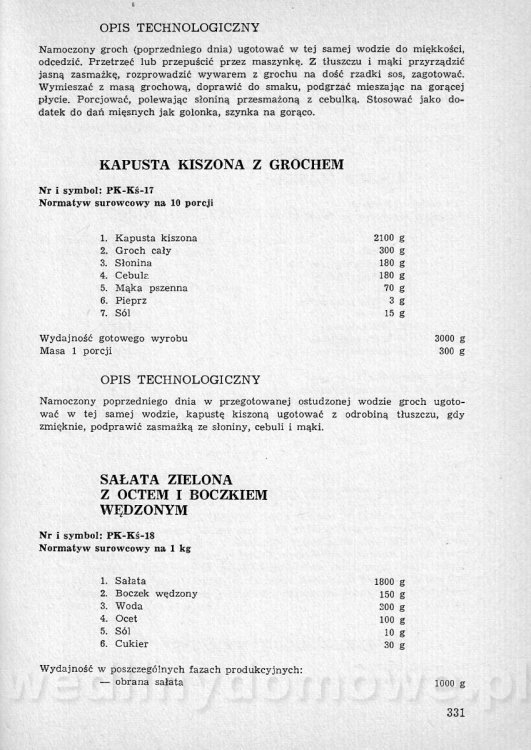 OPIS TECHNOLOGICZNY
Namoczony groch (poprzedniego dnia) ugotować w tej samej wodzie do miękkości,
odcedzić. Przetrzeć lub przepuścić przez maszynkę. Z tłuszczu i mąki przyrządzić
jasną zasmażkę, rozprowadzić wywarem z grochu na dość rzadki sos, zagotować.
Wymieszać z masą grochową, doprawić do smaku, podgrzać mieszając na gorącej
płycie. Porcjować, polewając słoniną przesmażoną z cebulką. Stosować jako do-
datek do dań mięsnych jak golonka, szynka na gorąco.
KAPUSTA KISZONA Z GROCHEM
Nr i symbol: PK-Kś-17
Normatyw surowcowy na 10 porcji
1. Kapusta kiszona 2100 g
2. Groch cały 300 g
3. Słonina 180 g
4. Cebula 180 g
5. Mąka pszenna 70 g
6. Pieprz 3 g
7. Sól 15 g
Wydajność gotowego wyrobu 3000 g
Masa 1 porcji 300 g
OPIS TECHNOLOGICZNY
Namoczony poprzedniego dnia w przegotowanej ostudzonej wodzie groch ugoto-
wać w tej samej wodzie, kapustę kiszoną ugotować z odrobiną tłuszczu, gdy
zmięknie, podprawić zasmażką ze słoniny, cebuli i mąki.
SAŁATA ZIELONA
Z OCTEM I BOCZKIEM
WĘDZONYM
Nr i symbol: PK-Kś-18
Normatyw surowcowy na 1 kg
1. Sałata 1800 g
2. Boczek wędzony 150 g
3. Woda 300 g
4. Ocet 100 g
5. Sól 10 g
6. Cukier 30 g
Wydajność w poszczególnych fazach produkcyjnych:
— obrana sałata 1000 g
wedlinydomowe.pl
331